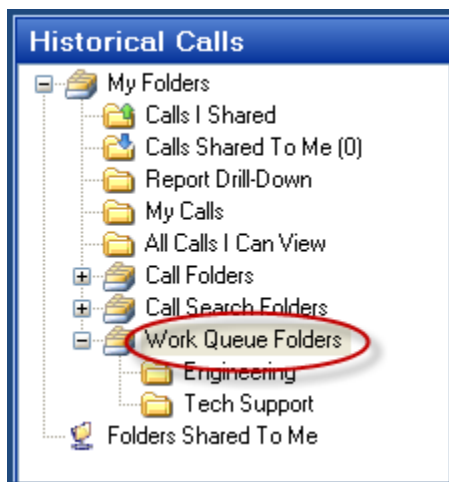 Historical Calls
My Folders
Calls I Shared
Calls Shared To Me (0)
Report Drill-Down
My Calls
All Calls I Can View
Call Folders
Call Search Folders
Work Queue Folders
Engineering
Tech Support
Folders Shared To Me